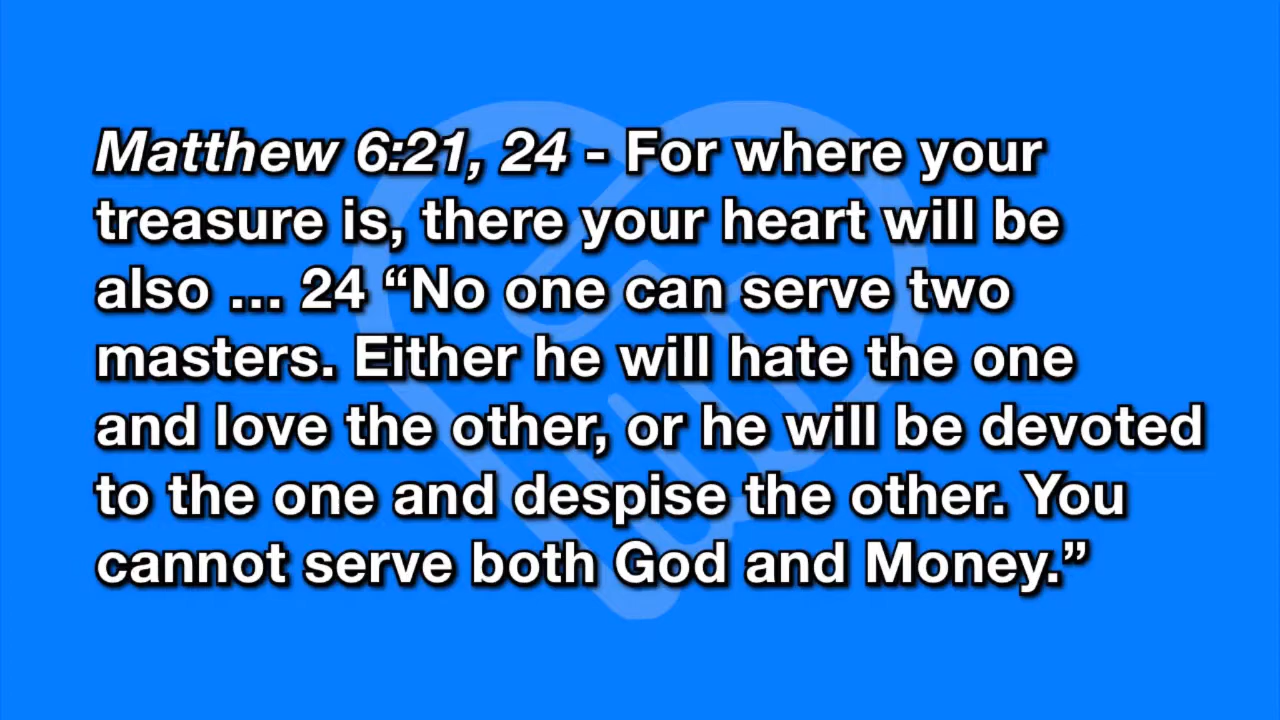 Matthew 6:21, 24 - For where your
treasure is, there your heart will be
also … 24 “No one can serve two
masters. Either he will hate the one
and love the other, or he will be devoted
to the one and despise the other. You
cannot serve both God and Money.”